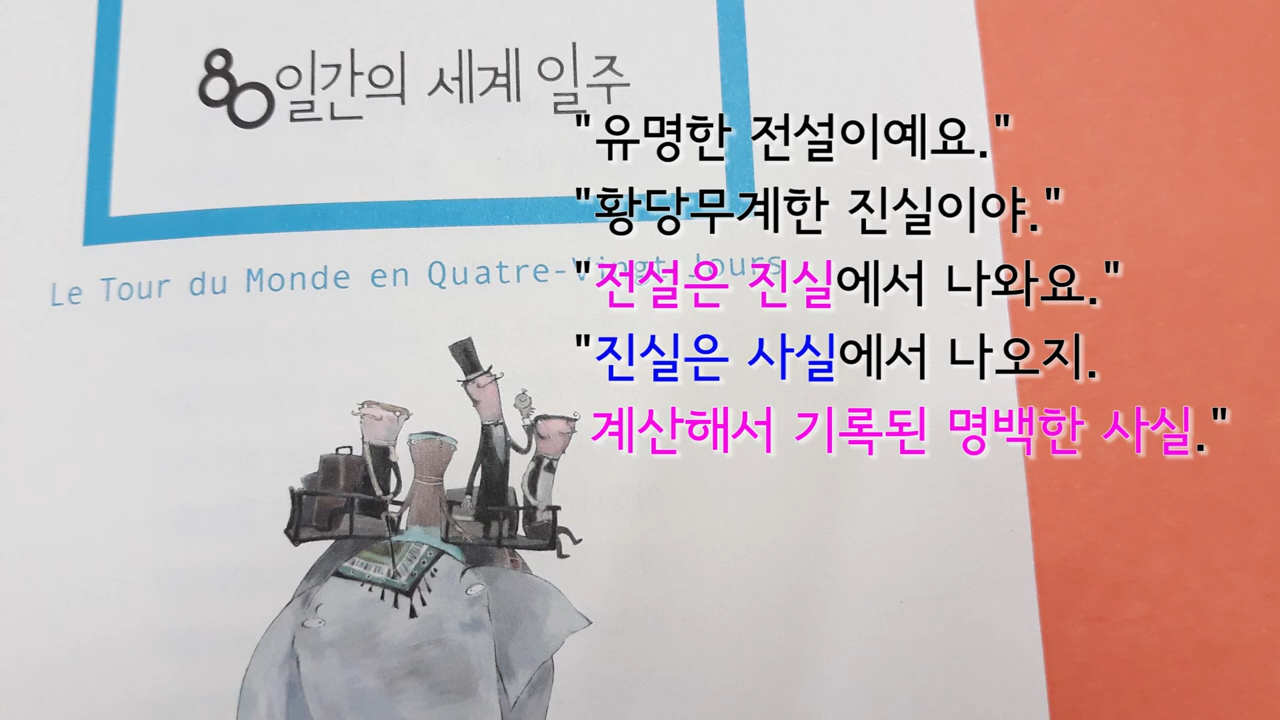 80일간의 세계 일주
Le Tour du Monde en Quatre-Vingt Jours
"유명한 전설이예요."
"황당무계한 진실이야."
"전설은 진실에서 나와요."
"진실은 사실에서 나오지.
계산해서 기록된 명백한 사실."